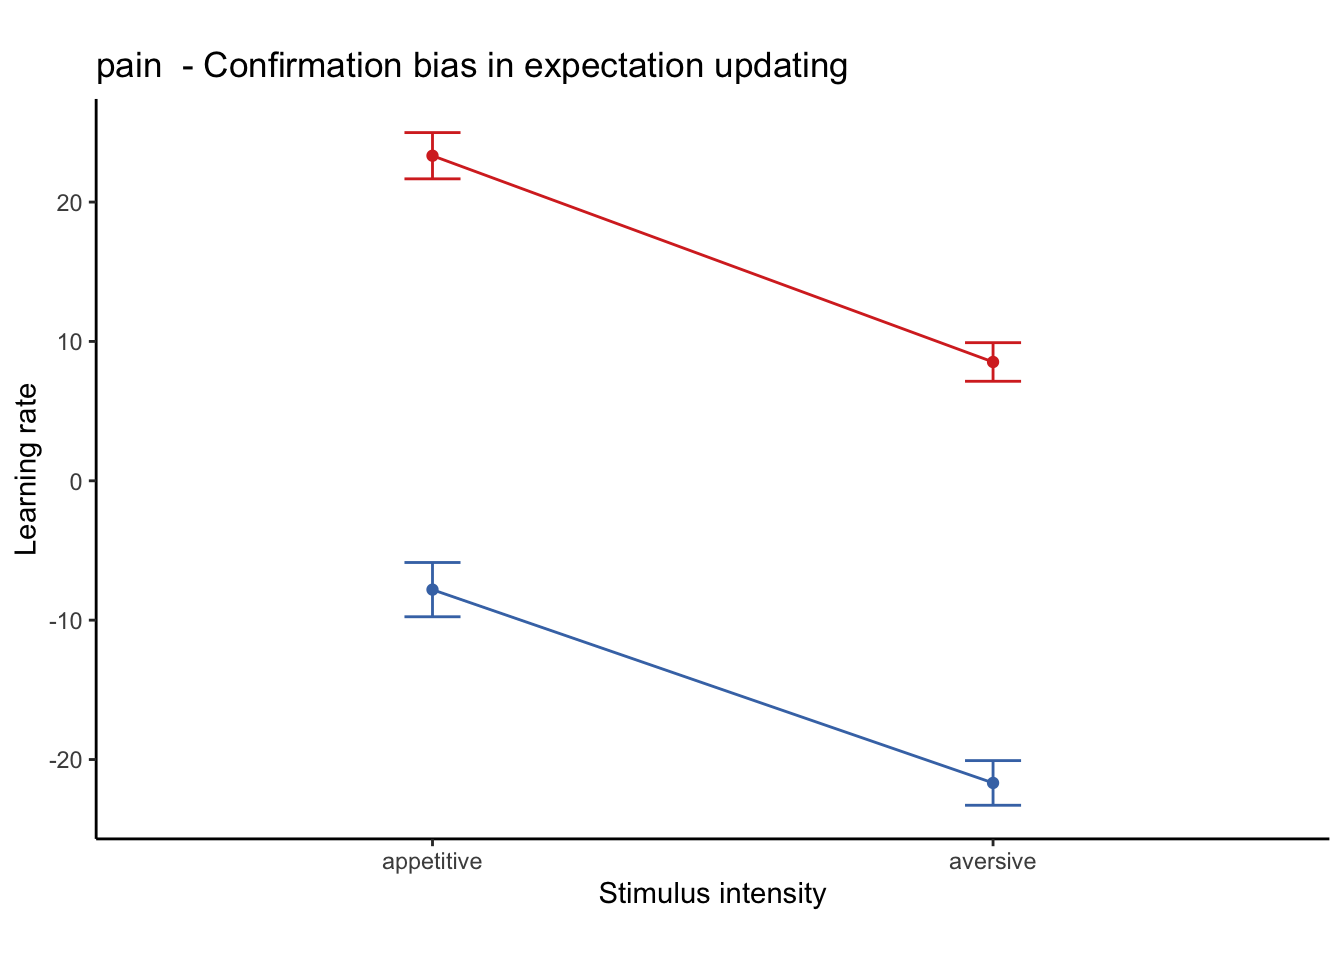 pain  - Confirmation bias in expectation updating
Learning rate
20
10
0
-10
-20
appetitive
aversive
Stimulus intensity